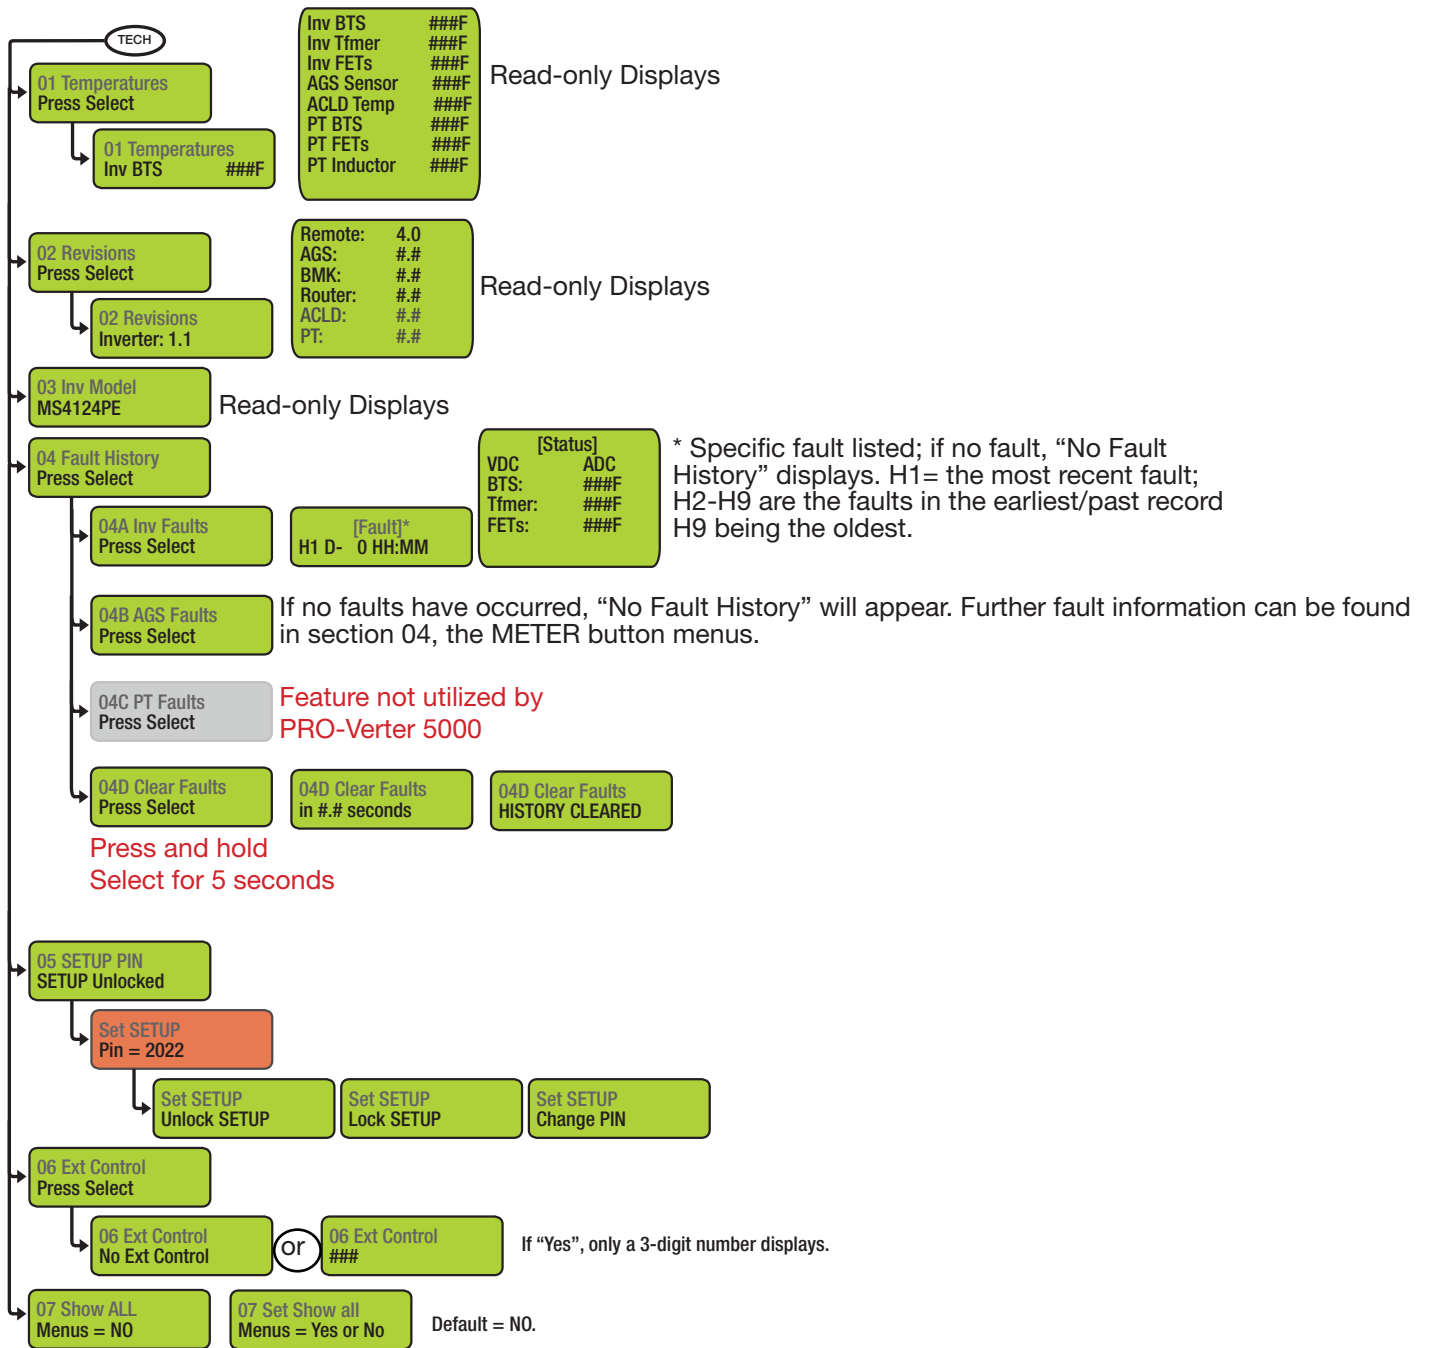 TECH
01 Temperatures
Press Select
01 Temperatures
Inv BTS ###F
Inv BTS ###F
Inv Tfmer ###F
Inv FETs ###F
AGS Sensor ###F
ACLD Temp ###F
PT BTS ###F
PT FETs ###F
PT Inductor ###F
Read-only Displays
02 Revisions
Press Select
02 Revisions
Inverter: 1.1
Remote: 4.0
AGS: #.#
BMK: #.#
Router: #.#
ACLD: #.#
PT: #.#
Read-only Displays
03 Inv Model
MS4124PE
Read-only Displays
04 Fault History
Press Select
04A Inv Faults
Press Select
[Fault]*
H1 D- 0 HH:MM
[Status]
VDC ADC
BTS: ###F
Tfmer: ###F
FETs: ###F
* Specific fault listed; if no fault, “No Fault
History” displays. H1= the most recent fault;
H2-H9 are the faults in the earliest/past record
H9 being the oldest.
04B AGS Faults
Press Select
If no faults have occurred, “No Fault History” will appear. Further fault information can be found
in section 04, the METER button menus.
04C PT Faults
Press Select
Feature not utilized by
PRO-Verter 5000
04D Clear Faults
Press Select
04D Clear Faults
in #.# seconds
04D Clear Faults
HISTORY CLEARED
Press and hold
Select for 5 seconds
05 SETUP PIN
SETUP Unlocked
Set SETUP
Pin = 2022
Set SETUP
Unlock SETUP
Set SETUP
Lock SETUP
Set SETUP
Change PIN
06 Ext Control
Press Select
06 Ext Control
No Ext Control
or
06 Ext Control
###
If “Yes”, only a 3-digit number displays.
07 Show ALL
Menus = NO
07 Set Show all
Menus = Yes or No
Default = NO.